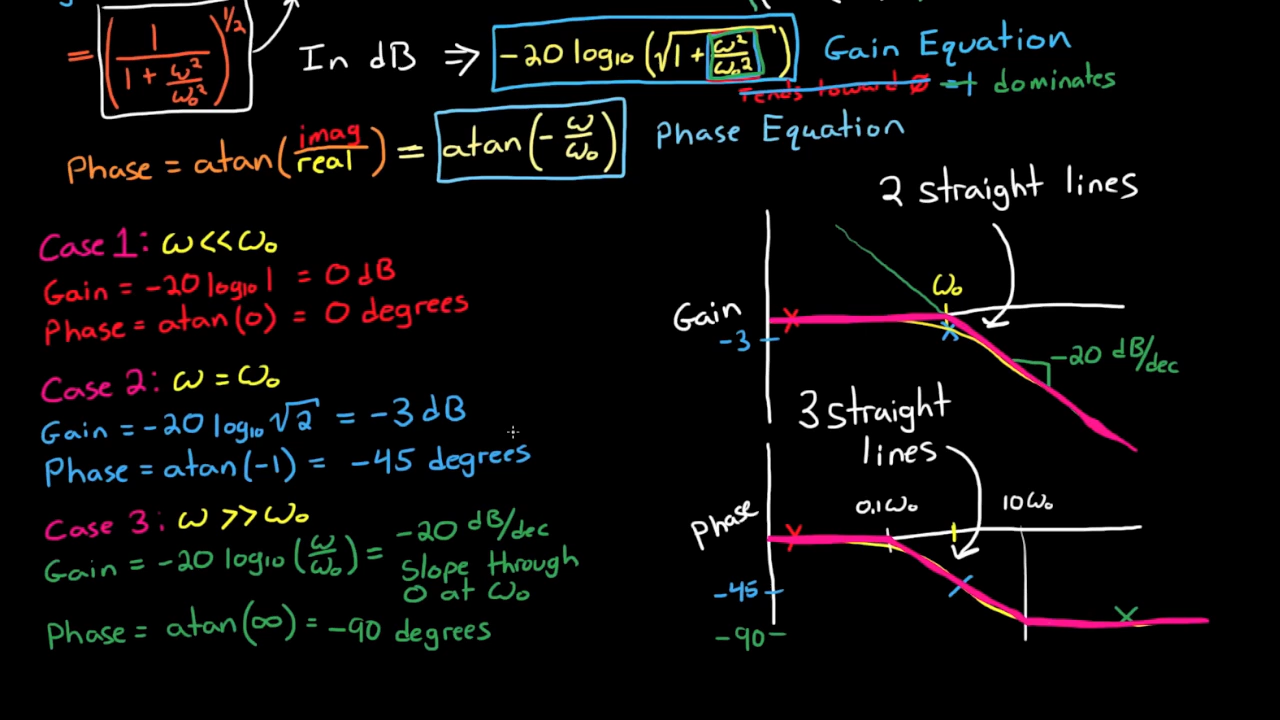 = (1 / (1 + ω²/ω₀²))^1/2
In dB ⇒ -20 log₁₀ (√1 + ω²/ω₀²) Gain Equation
Tends toward 0 = 1 dominates
Phase = atan(imag/real) = atan(-ω/ω₀) Phase Equation
Case 1: ω << ω₀
Gain = -20 log₁₀ 1 = 0 dB
Phase = atan(0) = 0 degrees
Case 2: ω = ω₀
Gain = -20 log₁₀ √2 = -3 dB
Phase = atan(-1) = -45 degrees
Case 3: ω >> ω₀
Gain = -20 log₁₀ (ω/ω₀) = -20 dB/dec
Slope through
0 at ω₀
Phase = atan(∞) = -90 degrees
2 straight lines
ω₀
Gain
-3
-20 dB/dec
3 straight
lines
0.1ω₀
10ω₀
Phase
-45
-90